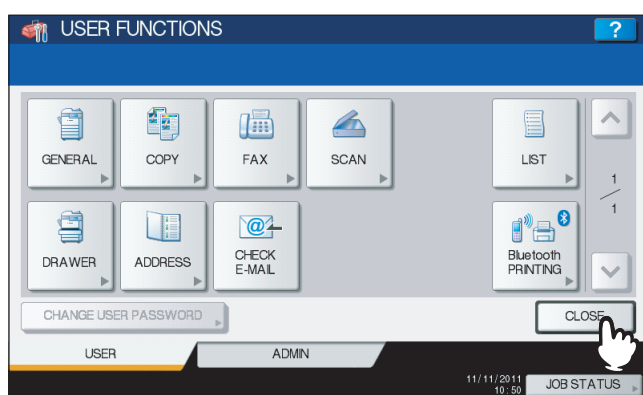 USER FUNCTIONS
?
GENERAL
COPY
FAX
SCAN
LIST
1
1
DRAWER
ADDRESS
@
CHECK
E-MAIL
Bluetooth
PRINTING
CHANGE USER PASSWORD
CLOSE
USER
ADMIN
11/11/2011
10:50
JOB STATUS